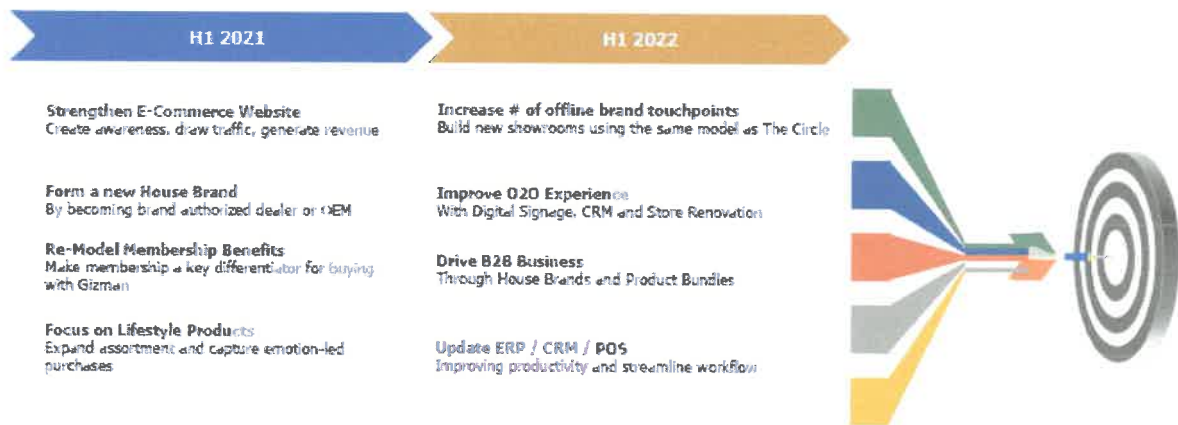 H1 2021
Strengthen E-Commerce Website
Create awareness, draw traffic, generate revenue
Form a new House Brand
By becoming brand authorized dealer or OEM
Re-Model Membership Benefits
Make membership a key differentiator for buying
with Gizman
Focus on Lifestyle Products
Expand assortment and capture emotion-led
purchases
H1 2022
Increase # of offline brand touchpoints
Build new showrooms using the same model as The Circle
Improve O2O Experience
With Digital Signage, CRM and Store Renovation
Drive B2B Business
Through House Brands and Product Bundles
Update ERP / CRM / POS
Improving productivity and streamline workflow